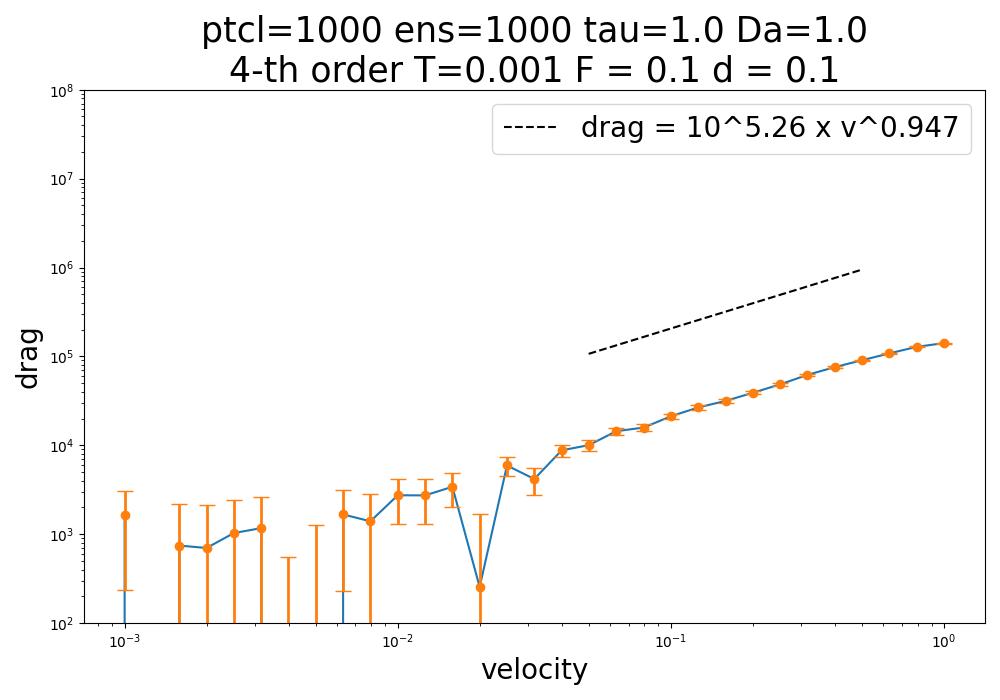 ptcl=1000 ens=1000 tau=1.0 Da=1.0
4-th order T=0.001 F = 0.1 d = 0.1
drag = 10^5.26 x v^0.947
10^8
10^7
10^6
10^5
10^4
10^3
10^2
drag
10^-3
10^-2
10^-1
10^0
velocity